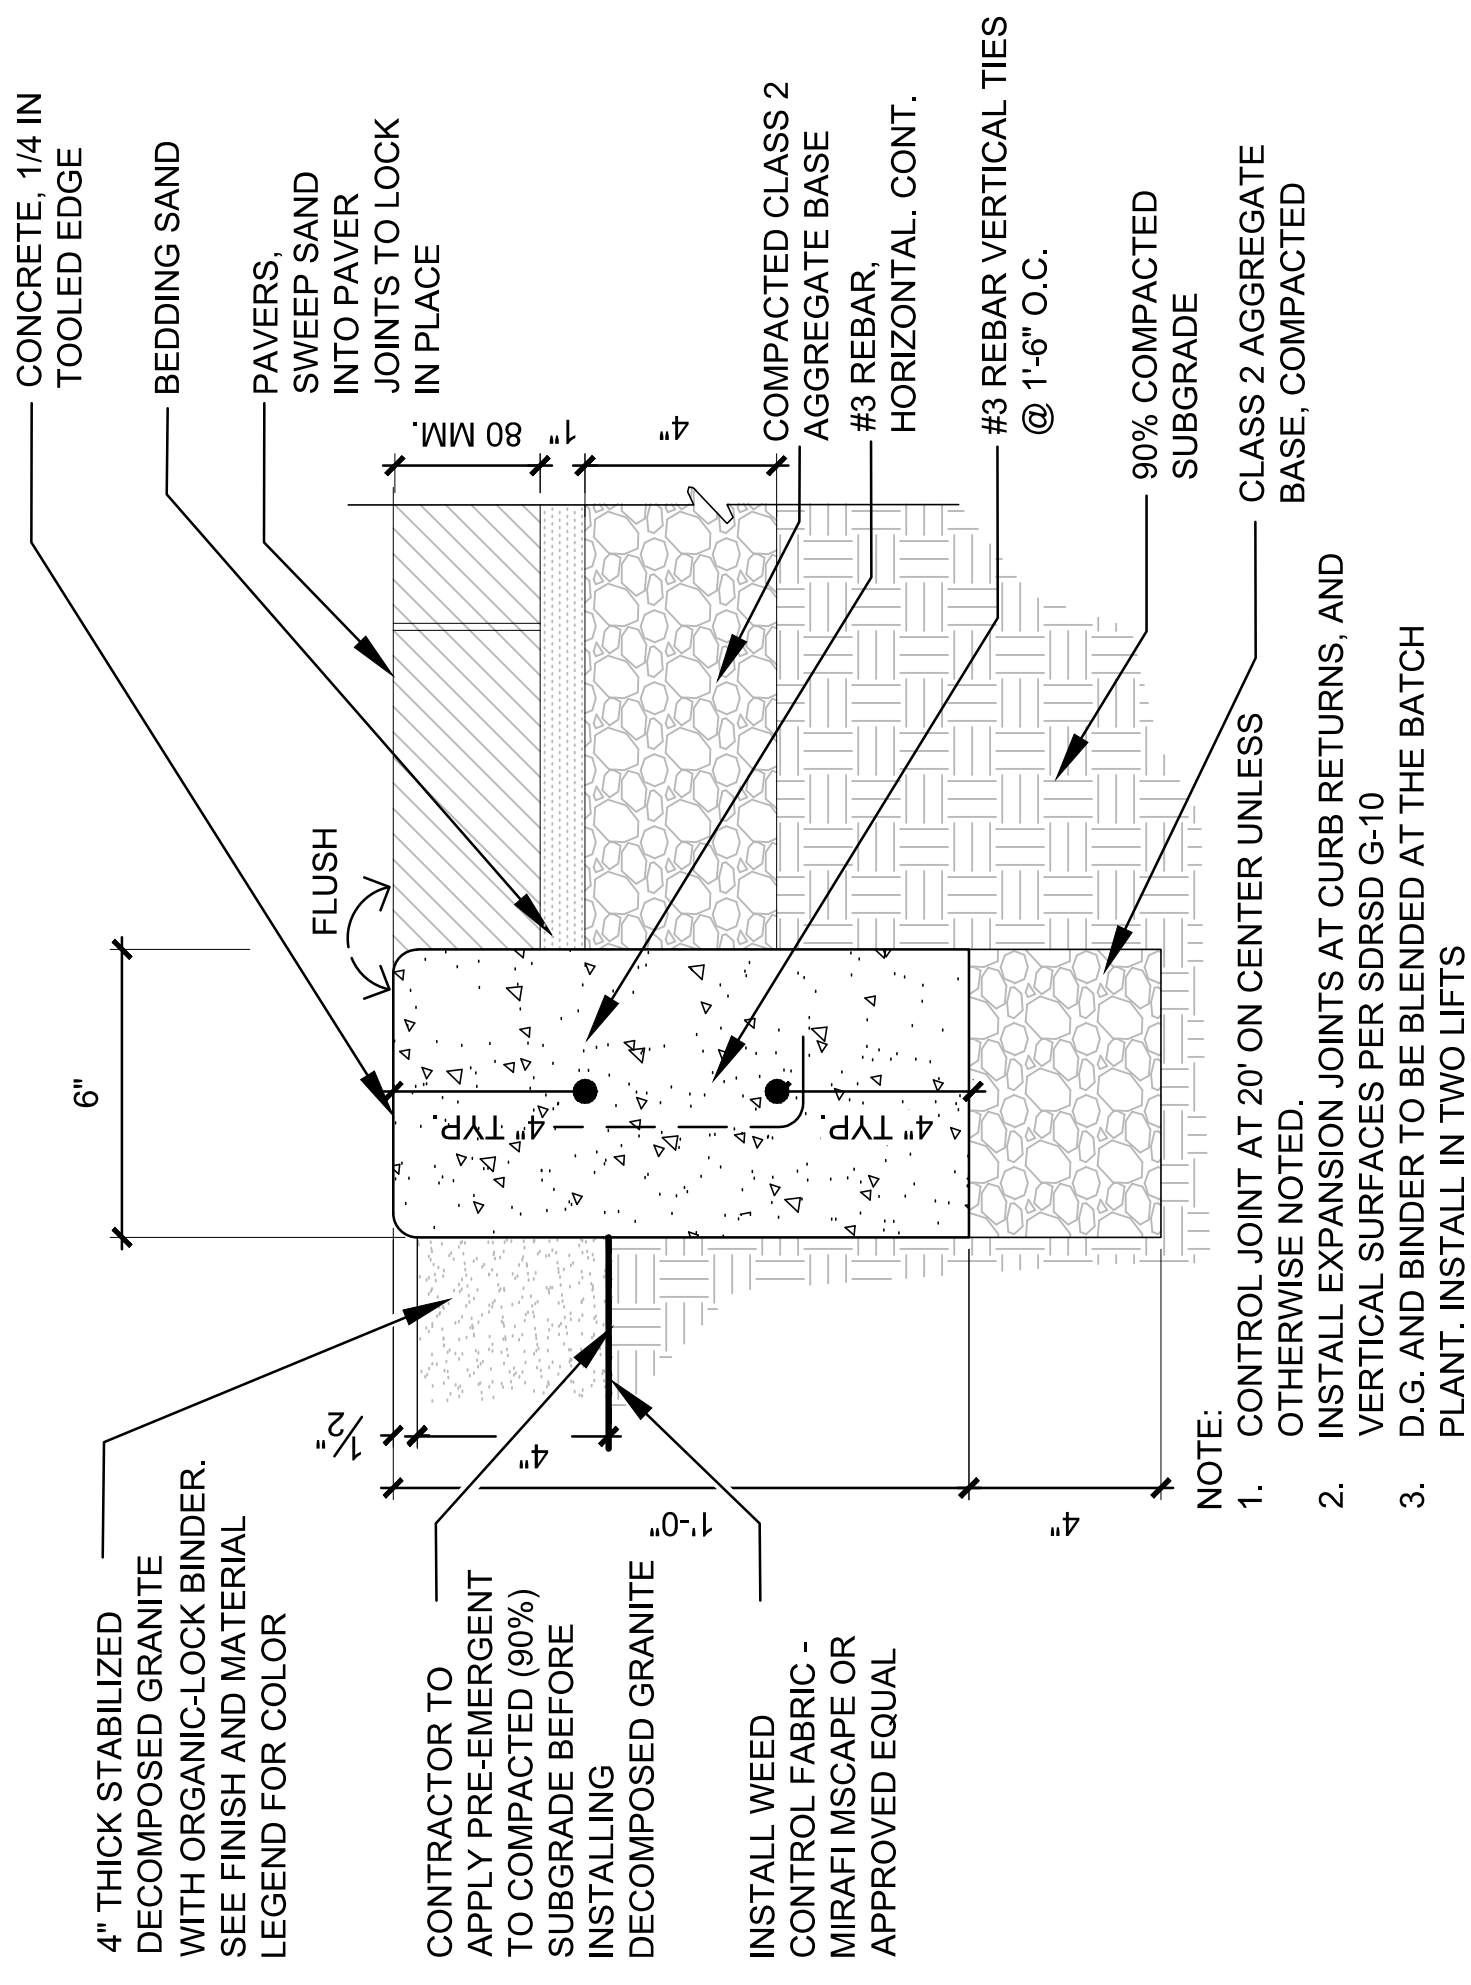 CONCRETE, 1/4 IN
TOOLED EDGE
BEDDING SAND
PAVERS,
SWEEP SAND
INTO PAVER
JOINTS TO LOCK
IN PLACE
COMPACTED CLASS 2
AGGREGATE BASE
#3 REBAR,
HORIZONTAL. CONT.
#3 REBAR VERTICAL TIES
@ 1'-6" O.C.
90% COMPACTED
SUBGRADE
CLASS 2 AGGREGATE
BASE, COMPACTED
6"
FLUSH
80 MM.
1"
4"
4" TYP.
4" TYP.
1/2"
4"
1'-0"
4"
4" THICK STABILIZED
DECOMPOSED GRANITE
WITH ORGANIC-LOCK BINDER.
SEE FINISH AND MATERIAL
LEGEND FOR COLOR
CONTRACTOR TO
APPLY PRE-EMERGENT
TO COMPACTED (90%)
SUBGRADE BEFORE
INSTALLING
DECOMPOSED GRANITE
INSTALL WEED
CONTROL FABRIC -
MIRAFI MSCAPE OR
APPROVED EQUAL
NOTE:
1. CONTROL JOINT AT 20' ON CENTER UNLESS
OTHERWISE NOTED.
2. INSTALL EXPANSION JOINTS AT CURB RETURNS, AND
VERTICAL SURFACES PER SDRSD G-10
3. D.G. AND BINDER TO BE BLENDED AT THE BATCH
PLANT. INSTALL IN TWO LIFTS